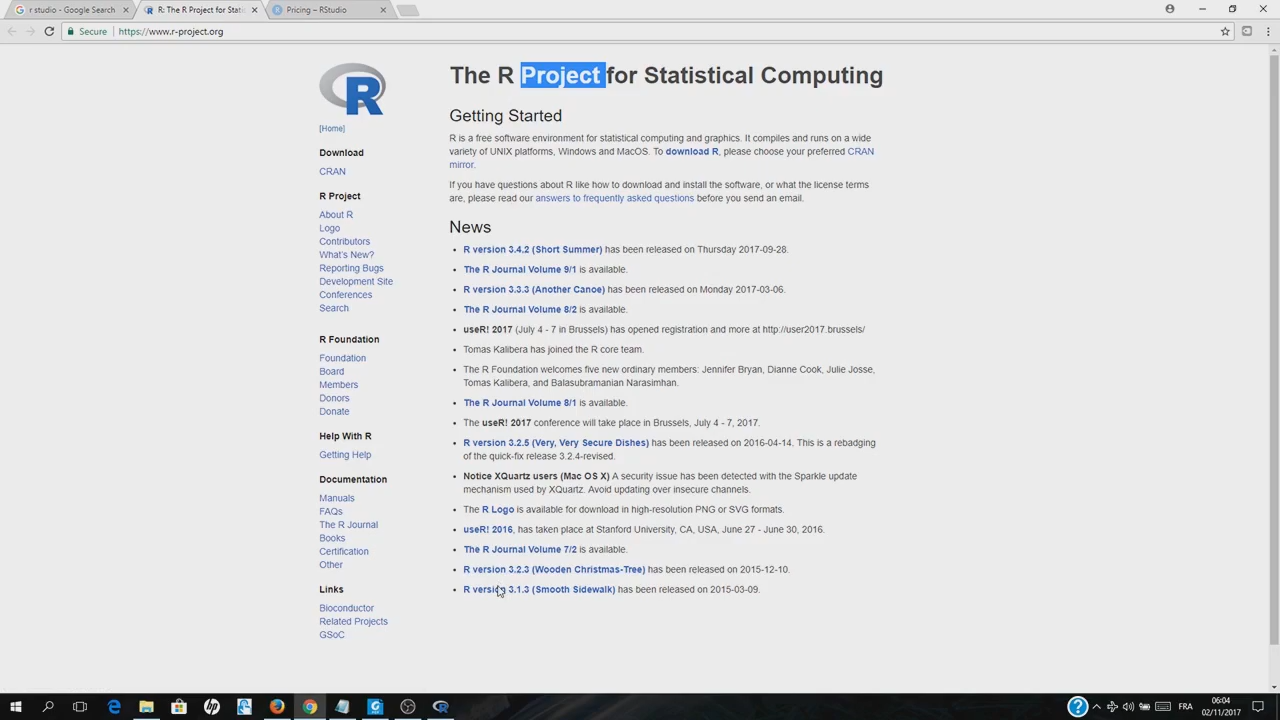 r studio - Google Search
R: The R Project for Stati
Pricing – RStudio
Secure
https://www.r-project.org
R
[Home]
Download
CRAN
R Project
About R
Logo
Contributors
What's New?
Reporting Bugs
Development Site
Conferences
Search
R Foundation
Foundation
Board
Members
Donors
Donate
Help With R
Getting Help
Documentation
Manuals
FAQs
The R Journal
Books
Certification
Other
Links
Bioconductor
Related Projects
GSoC
The R Project for Statistical Computing
Getting Started
R is a free software environment for statistical computing and graphics. It compiles and runs on a wide
variety of UNIX platforms, Windows and MacOS. To download R, please choose your preferred CRAN
mirror.
If you have questions about R like how to download and install the software, or what the license terms
are, please read our answers to frequently asked questions before you send an email.
News
R version 3.4.2 (Short Summer) has been released on Thursday 2017-09-28.
The R Journal Volume 9/1 is available.
R version 3.3.3 (Another Canoe) has been released on Monday 2017-03-06.
The R Journal Volume 8/2 is available.
useR! 2017 (July 4 - 7 in Brussels) has opened registration and more at http://user2017.brussels/
Tomas Kalibera has joined the R core team.
The R Foundation welcomes five new ordinary members: Jennifer Bryan, Dianne Cook, Julie Josse,
Tomas Kalibera, and Balasubramanian Narasimhan.
The R Journal Volume 8/1 is available.
The useR! 2017 conference will take place in Brussels, July 4 - 7, 2017.
R version 3.2.5 (Very, Very Secure Dishes) has been released on 2016-04-14. This is a rebadging
of the quick-fix release 3.2.4-revised.
Notice XQuartz users (Mac OS X) A security issue has been detected with the Sparkle update
mechanism used by XQuartz. Avoid updating over insecure channels.
The R Logo is available for download in high-resolution PNG or SVG formats.
useR! 2016, has taken place at Stanford University, CA, USA, June 27 - June 30, 2016.
The R Journal Volume 7/2 is available.
R version 3.2.3 (Wooden Christmas-Tree) has been released on 2015-12-10.
R version 3.1.3 (Smooth Sidewalk) has been released on 2015-03-09.
hp
FRA
06:04
02/11/2017